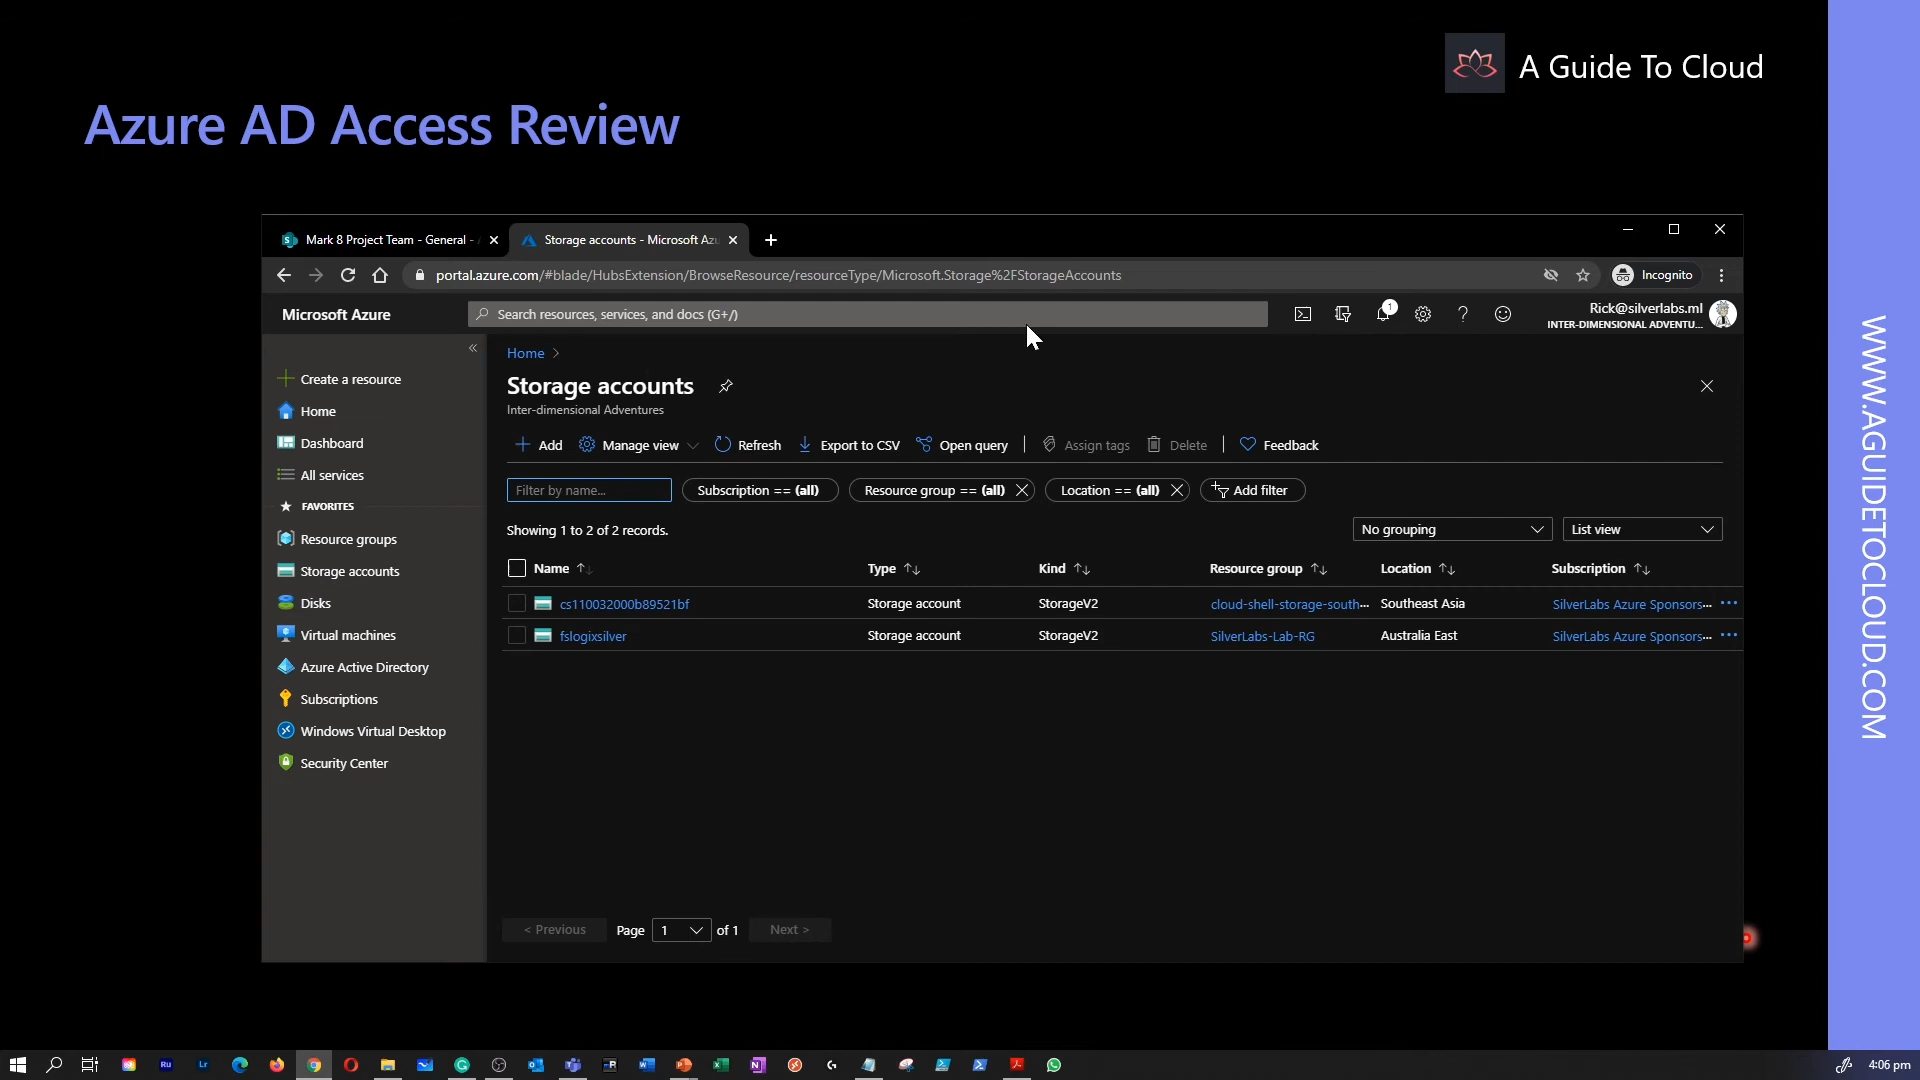 A Guide To Cloud
Azure AD Access Review
WWW.AGUIDETOCLOUD.COM
Mark 8 Project Team - General -
Storage accounts - Microsoft Azu
portal.azure.com/#blade/HubsExtension/BrowseResource/resourceType/Microsoft.Storage%2FStorageAccounts
Incognito
Microsoft Azure
Search resources, services, and docs (G+/)
1
Rick@silverlabs.ml
INTER-DIMENSIONAL ADVENTU...
Create a resource
Home
Dashboard
All services
FAVORITES
Resource groups
Storage accounts
Disks
Virtual machines
Azure Active Directory
Subscriptions
Windows Virtual Desktop
Security Center
Home >
Storage accounts
Inter-dimensional Adventures
Add Manage view Refresh Export to CSV Open query Assign tags Delete Feedback
Filter by name... Subscription == (all) Resource group == (all) Location == (all) Add filter
Showing 1 to 2 of 2 records.
No grouping List view
Name Type Kind Resource group Location Subscription
cs110032000b89521bf Storage account StorageV2 cloud-shell-storage-south... Southeast Asia SilverLabs Azure Sponsors...
fslogixsilver Storage account StorageV2 SilverLabs-Lab-RG Australia East SilverLabs Azure Sponsors...
< Previous Page 1 of 1 Next >
4:06 pm